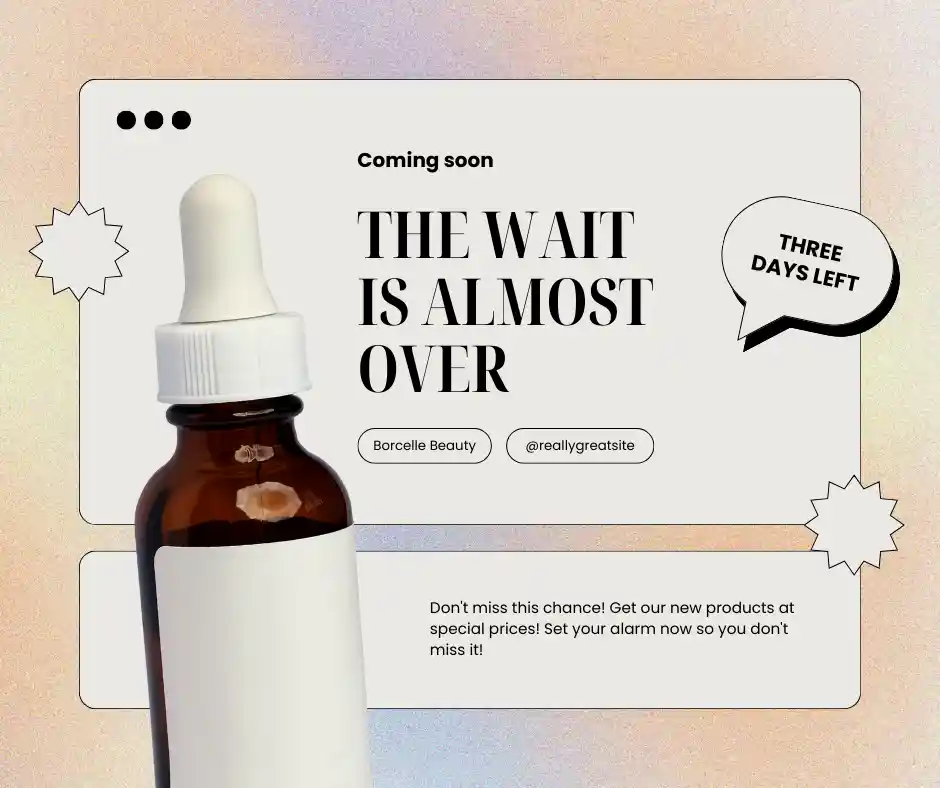 Coming soon
THE WAIT
IS ALMOST
OVER
THREE
DAYS LEFT
Borcelle Beauty
@reallygreatsite
Don't miss this chance! Get our new products at
special prices! Set your alarm now so you don't
miss it!